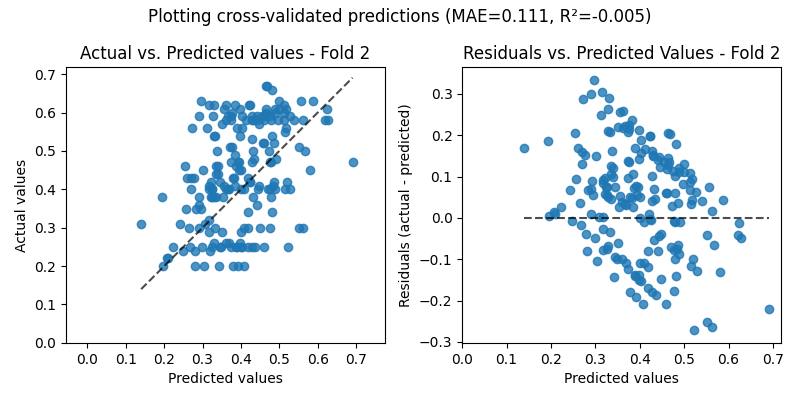 Plotting cross-validated predictions (MAE=0.111, R²=-0.005)
Actual vs. Predicted values - Fold 2
Actual values
0.7
0.6
0.5
0.4
0.3
0.2
0.1
0.0
0.0 0.1 0.2 0.3 0.4 0.5 0.6 0.7
Predicted values
Residuals vs. Predicted Values - Fold 2
Residuals (actual - predicted)
0.3
0.2
0.1
0.0
−0.1
−0.2
−0.3
0.0 0.1 0.2 0.3 0.4 0.5 0.6 0.7
Predicted values